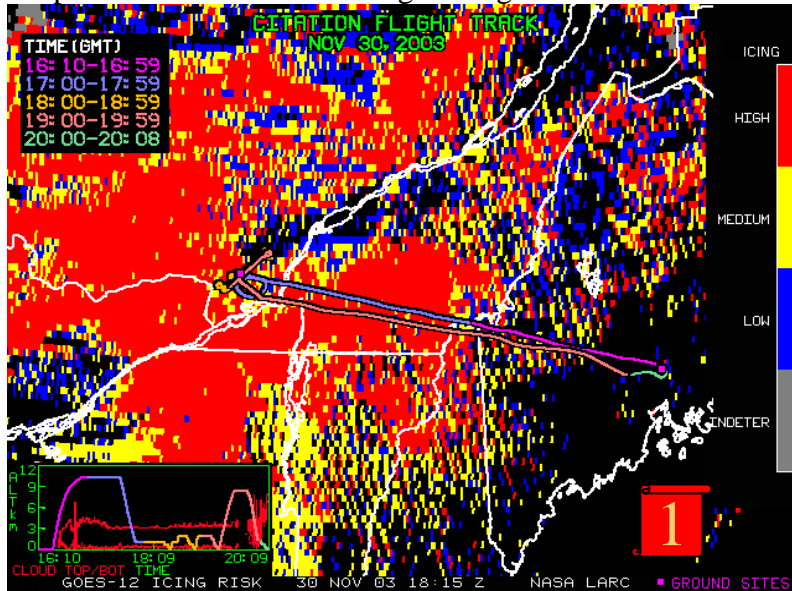 CITATION FLIGHT TRACK
NOV 30, 2003
TIME(GMT)
16:10-16:59
17:00-17:59
18:00-18:59
19:00-19:59
20:00-20:08
ICING
HIGH
MEDIUM
LOW
INDETER
1
ALT km
12
9
6
3
0
16:10 18:09 20:09
CLOUD TOP/BOT TIME
GOES-12 ICING RISK 30 NOV 03 18:15 Z NASA LARC GROUND SITES